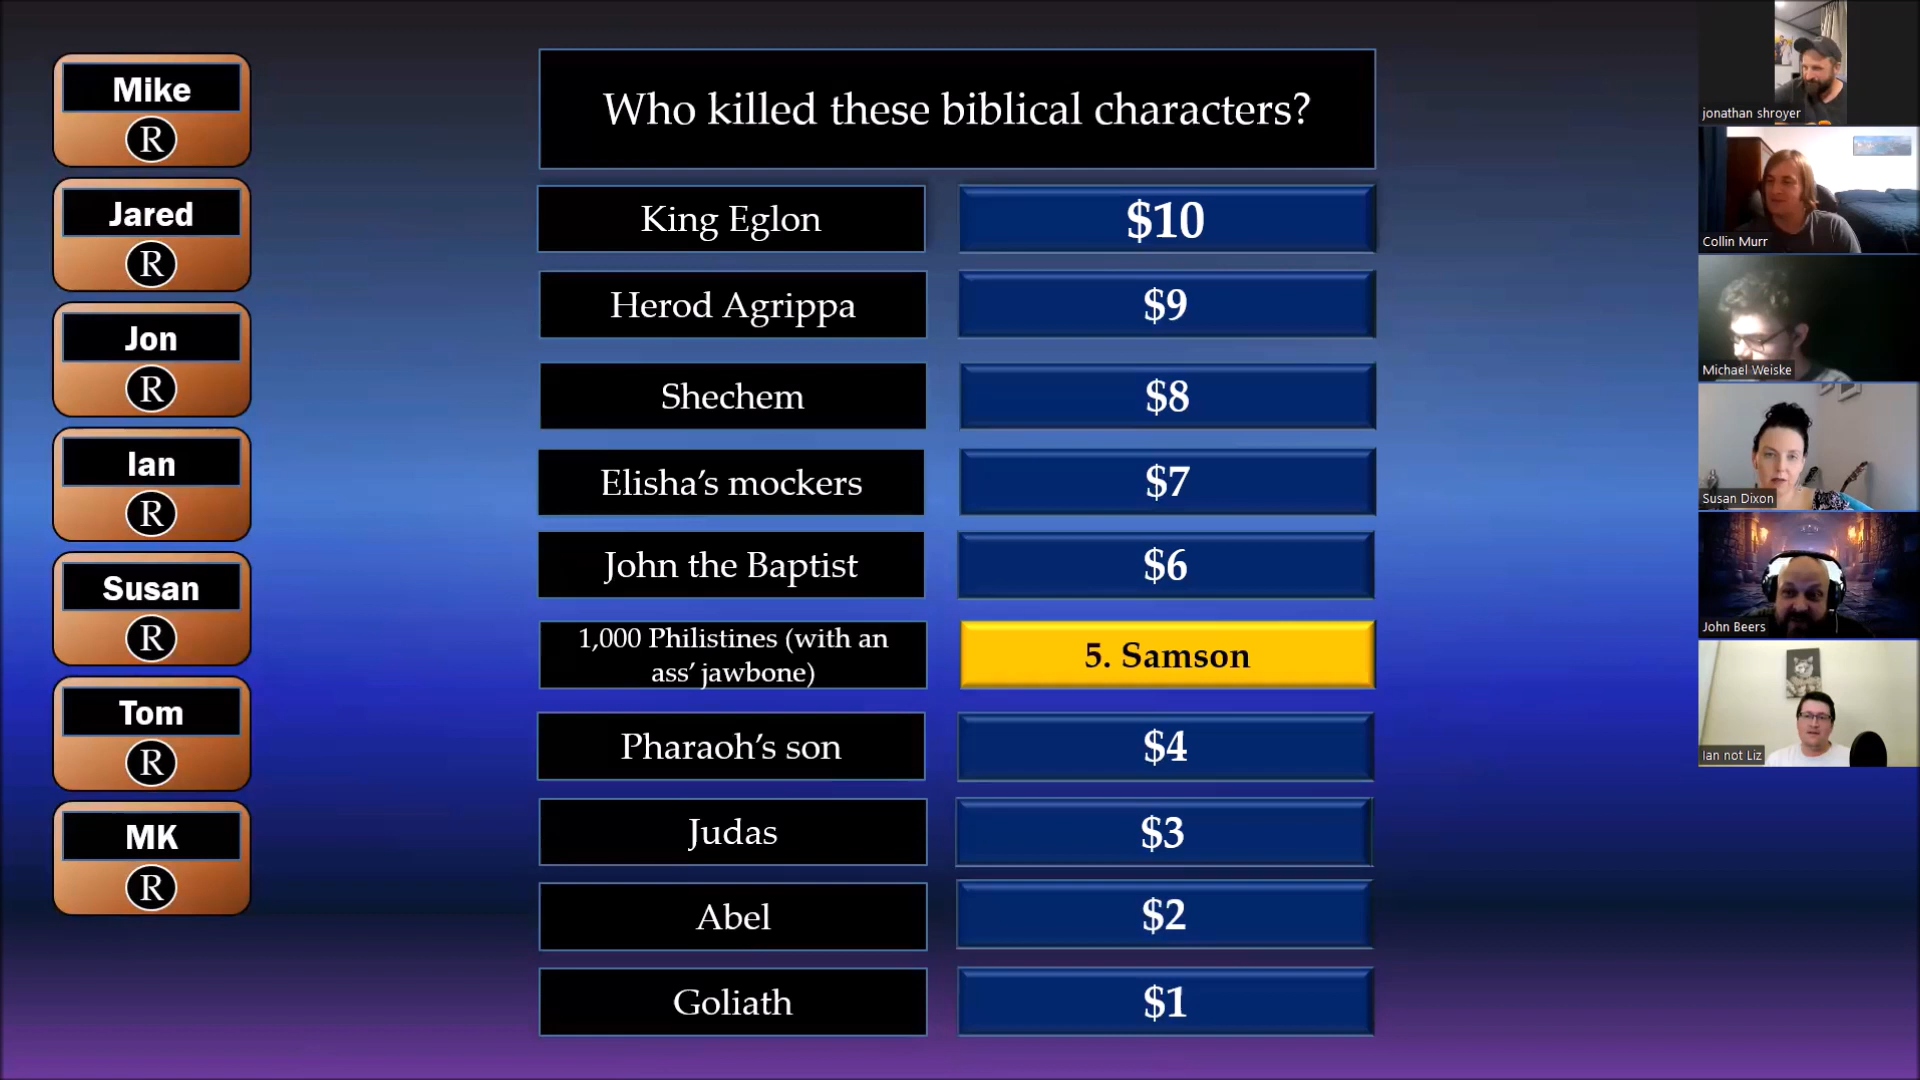 Mike
R
Jared
R
Jon
R
Ian
R
Susan
R
Tom
R
MK
R
Who killed these biblical characters?
King Eglon
$10
Herod Agrippa
$9
Shechem
$8
Elisha’s mockers
$7
John the Baptist
$6
1,000 Philistines (with an
ass’ jawbone)
5. Samson
Pharaoh’s son
$4
Judas
$3
Abel
$2
Goliath
$1
jonathan shroyer
Collin Murr
Michael Weiske
Susan Dixon
John Beers
Ian not Liz